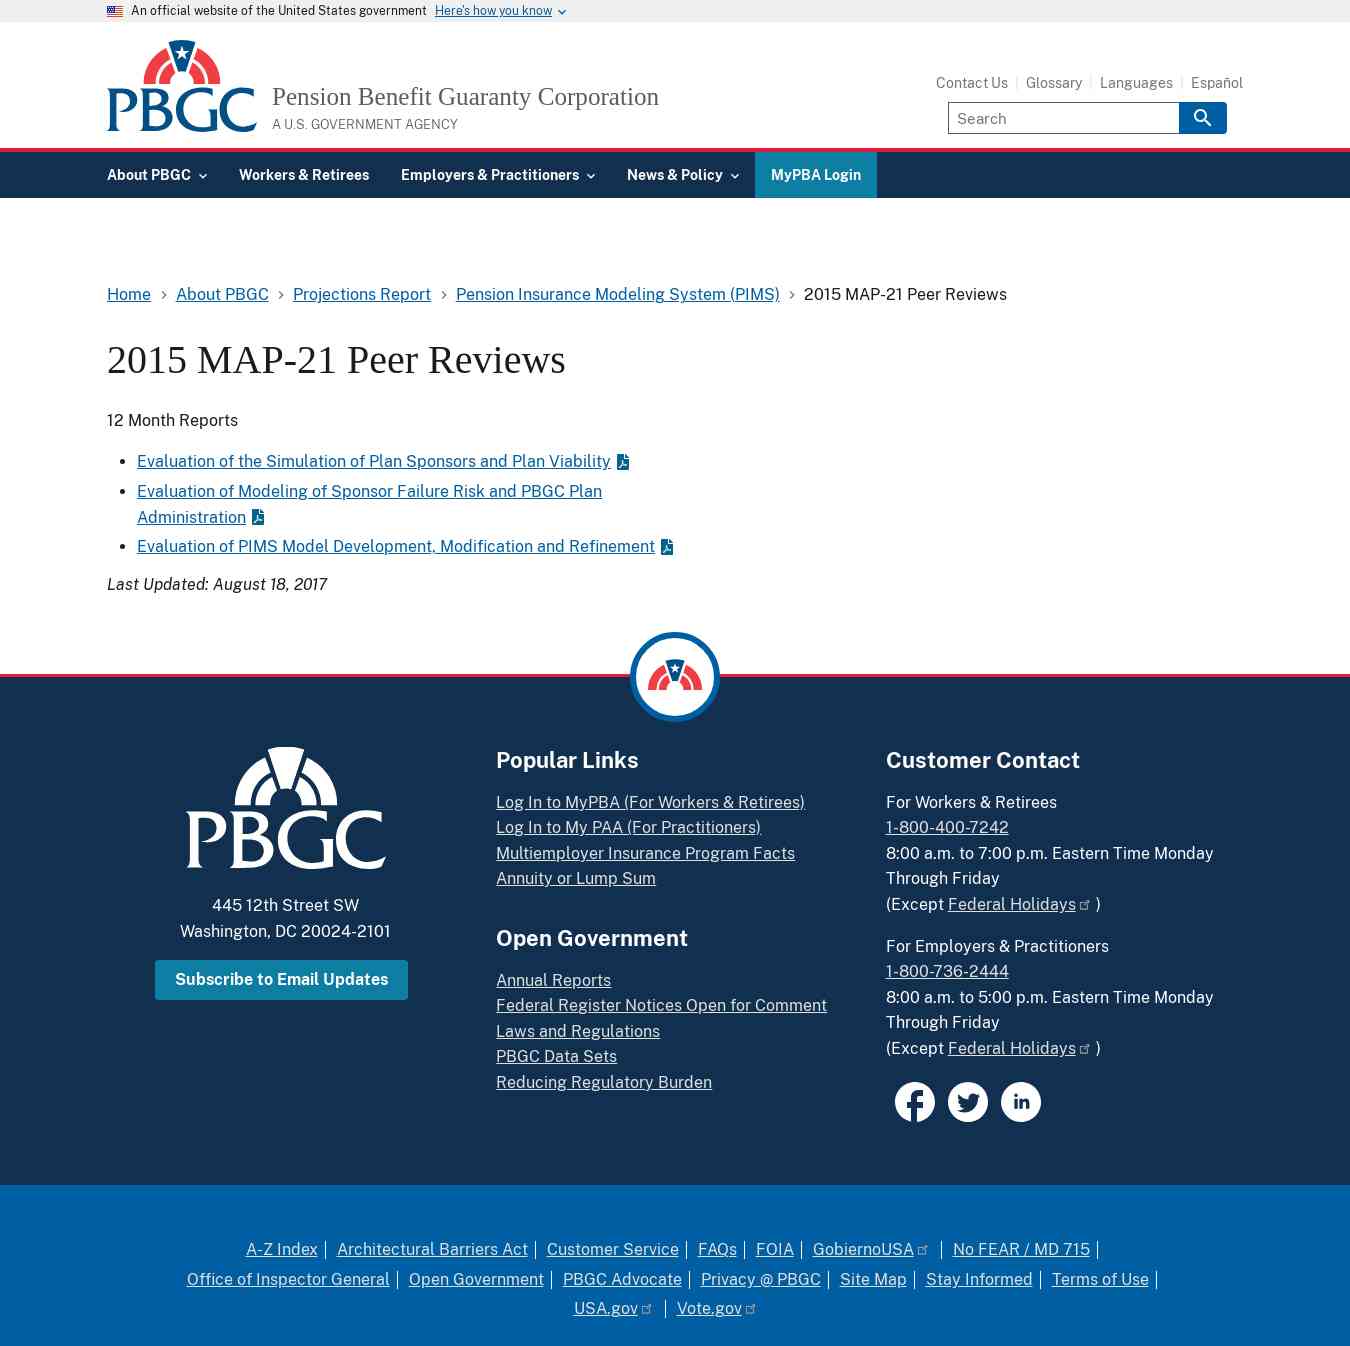 An official website of the United States government Here's how you know
PBGC
Pension Benefit Guaranty Corporation
A U.S. GOVERNMENT AGENCY
Contact Us Glossary Languages Español
Search
About PBGC Workers & Retirees Employers & Practitioners News & Policy MyPBA Login
Home About PBGC Projections Report Pension Insurance Modeling System (PIMS) 2015 MAP-21 Peer Reviews
2015 MAP-21 Peer Reviews
12 Month Reports
Evaluation of the Simulation of Plan Sponsors and Plan Viability
Evaluation of Modeling of Sponsor Failure Risk and PBGC Plan
Administration
Evaluation of PIMS Model Development, Modification and Refinement
Last Updated: August 18, 2017
PBGC
445 12th Street SW
Washington, DC 20024-2101
Subscribe to Email Updates
Popular Links
Log In to MyPBA (For Workers & Retirees)
Log In to My PAA (For Practitioners)
Multiemployer Insurance Program Facts
Annuity or Lump Sum
Open Government
Annual Reports
Federal Register Notices Open for Comment
Laws and Regulations
PBGC Data Sets
Reducing Regulatory Burden
Customer Contact
For Workers & Retirees
1-800-400-7242
8:00 a.m. to 7:00 p.m. Eastern Time Monday
Through Friday
(Except Federal Holidays )
For Employers & Practitioners
1-800-736-2444
8:00 a.m. to 5:00 p.m. Eastern Time Monday
Through Friday
(Except Federal Holidays )
A-Z Index Architectural Barriers Act Customer Service FAQs FOIA GobiernoUSA No FEAR / MD 715
Office of Inspector General Open Government PBGC Advocate Privacy @ PBGC Site Map Stay Informed Terms of Use
USA.gov Vote.gov